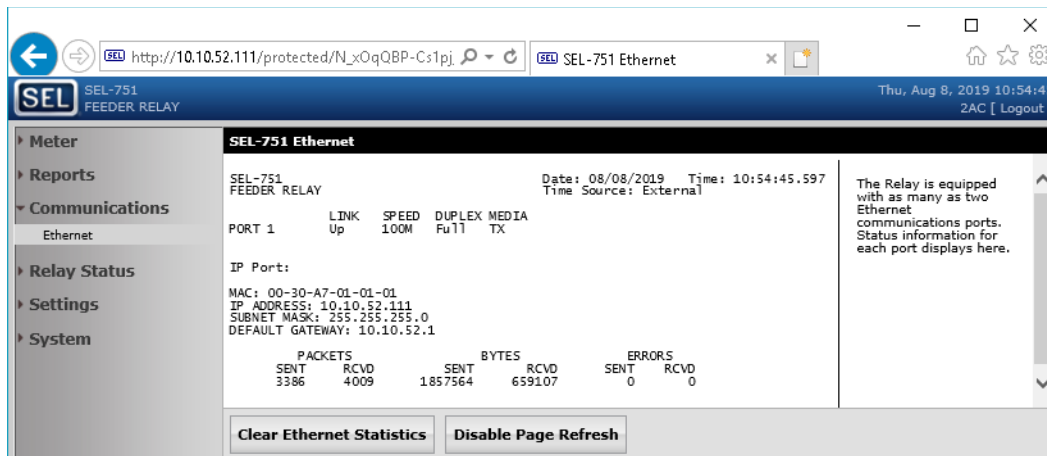 http://10.10.52.111/protected/N_xOqQBP-Cs1pj
SEL SEL-751 Ethernet
SEL SEL-751
FEEDER RELAY
Thu, Aug 8, 2019 10:54:4
2AC [ Logout
Meter
Reports
Communications
Ethernet
Relay Status
Settings
System
SEL-751 Ethernet
SEL-751 Date: 08/08/2019 Time: 10:54:45.597
FEEDER RELAY Time Source: External
LINK SPEED DUPLEX MEDIA
PORT 1 Up 100M Full TX
IP Port:
MAC: 00-30-A7-01-01-01
IP ADDRESS: 10.10.52.111
SUBNET MASK: 255.255.255.0
DEFAULT GATEWAY: 10.10.52.1
PACKETS BYTES ERRORS
SENT RCVD SENT RCVD SENT RCVD
3386 4009 1857564 659107 0 0
The Relay is equipped
with as many as two
Ethernet
communications ports.
Status information for
each port displays here.
Clear Ethernet Statistics Disable Page Refresh